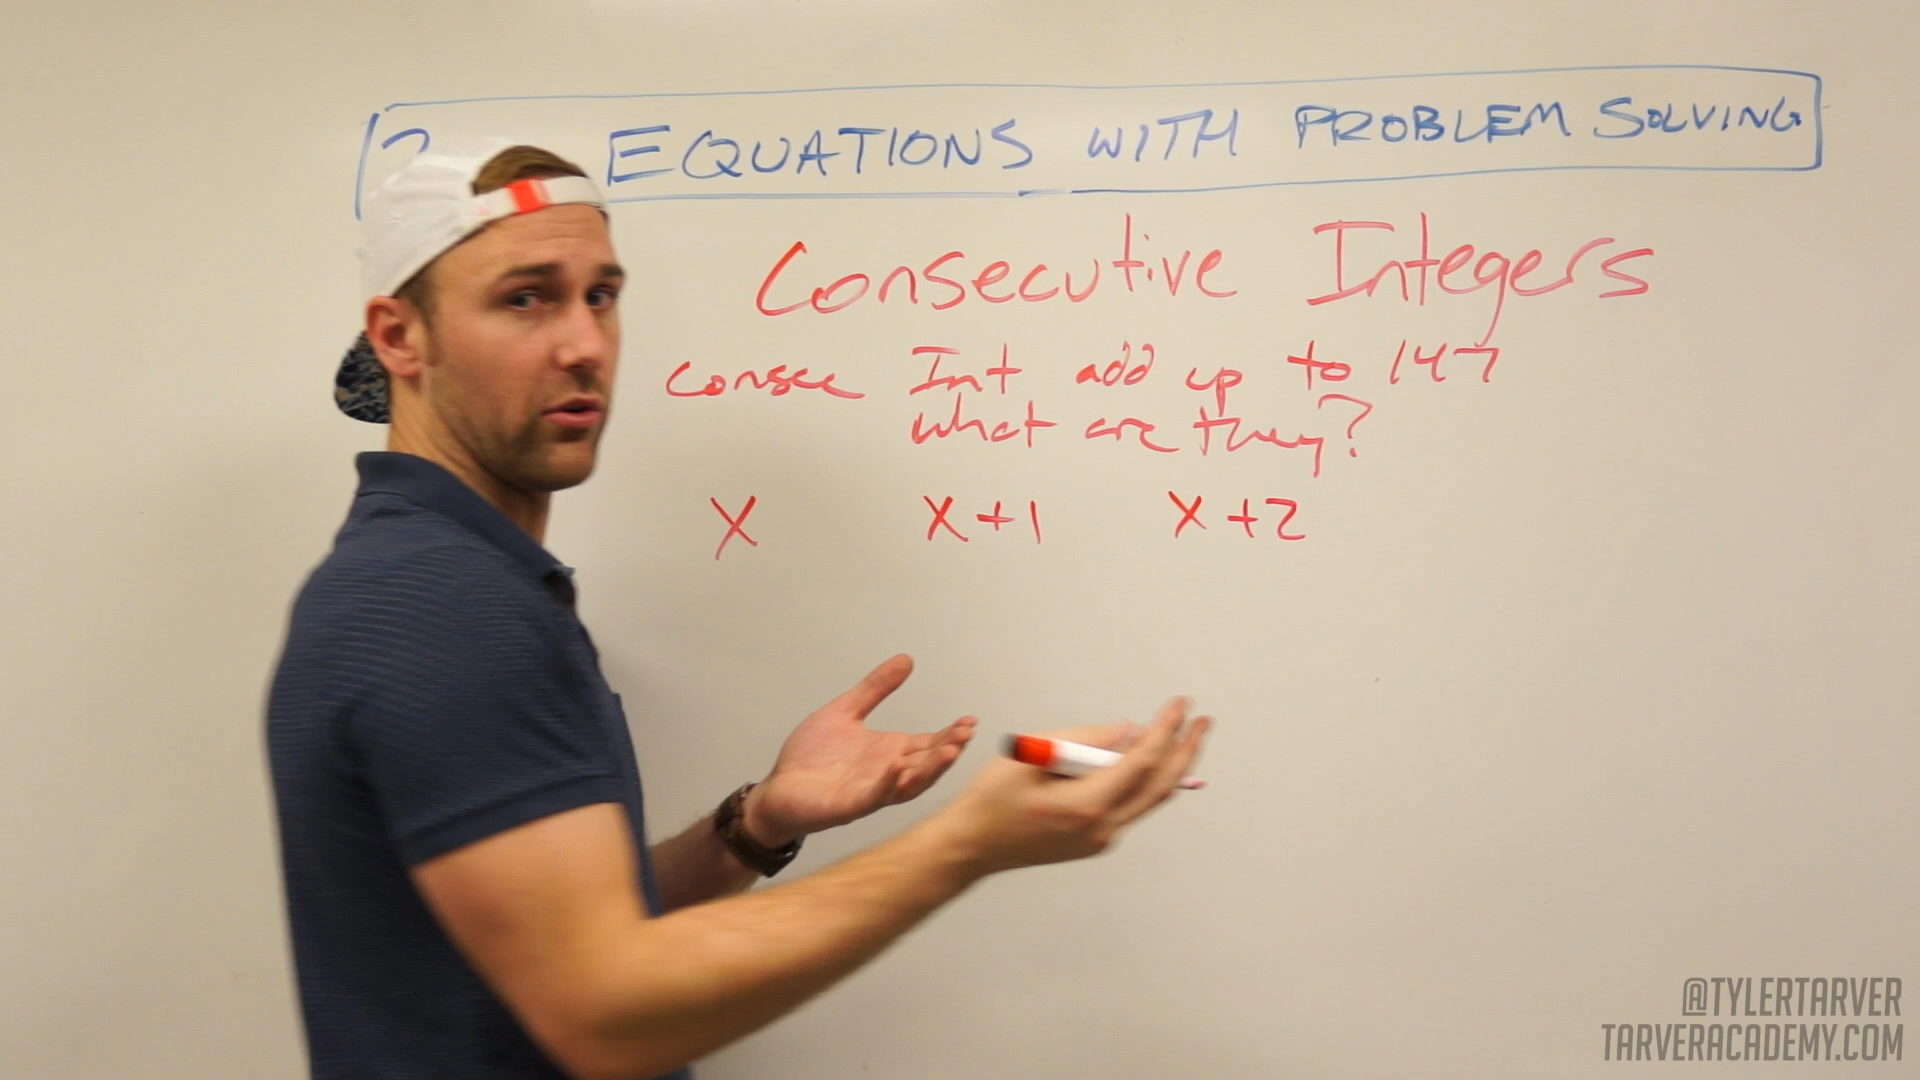 EQUATIONS WITH PROBLEM SOLVING
Consecutive Integers
consec Int add up to 147
what are they?
X X+1 X+2
@TYLERTARVER
TARVERACADEMY.COM